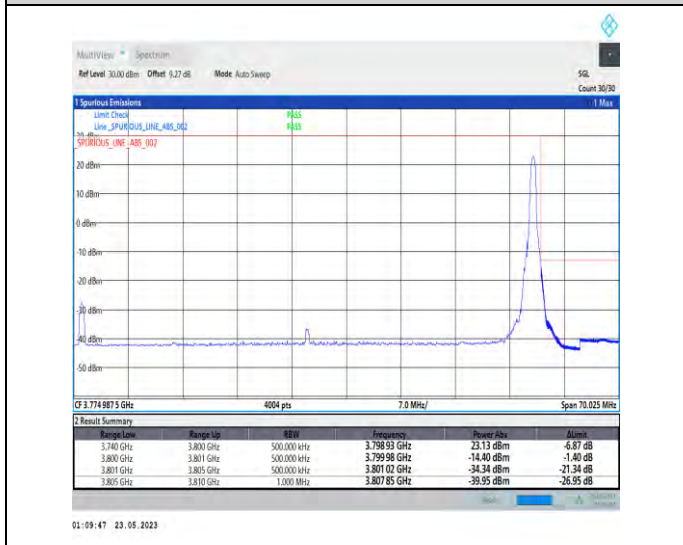 MultiView Spectrum
Ref Level 30.00 dBm Offset 9.27 dB Mode Auto Sweep SGL
Count 30/30
1 Spurious Emissions 1 Max
Limit Check PASS
Line _SPURIOUS_LINE_ABS_002 PASS
_SPURIOUS_LINE_ABS_002
20 dBm
10 dBm
0 dBm
-10 dBm
-20 dBm
-30 dBm
-40 dBm
-50 dBm
CF 3.774 987 5 GHz 4004 pts 7.0 MHz/ Span 70.025 MHz
2 Result Summary
Range Low Range Up RBW Frequency Power Abs ΔLimit
3.740 GHz 3.800 GHz 500.000 kHz 3.798 93 GHz 23.13 dBm -6.87 dB
3.800 GHz 3.801 GHz 500.000 kHz 3.799 98 GHz -14.40 dBm -1.40 dB
3.801 GHz 3.805 GHz 500.000 kHz 3.801 02 GHz -34.34 dBm -21.34 dB
3.805 GHz 3.810 GHz 1.000 MHz 3.807 85 GHz -39.95 dBm -26.95 dB
01:09:47 23.05.2023